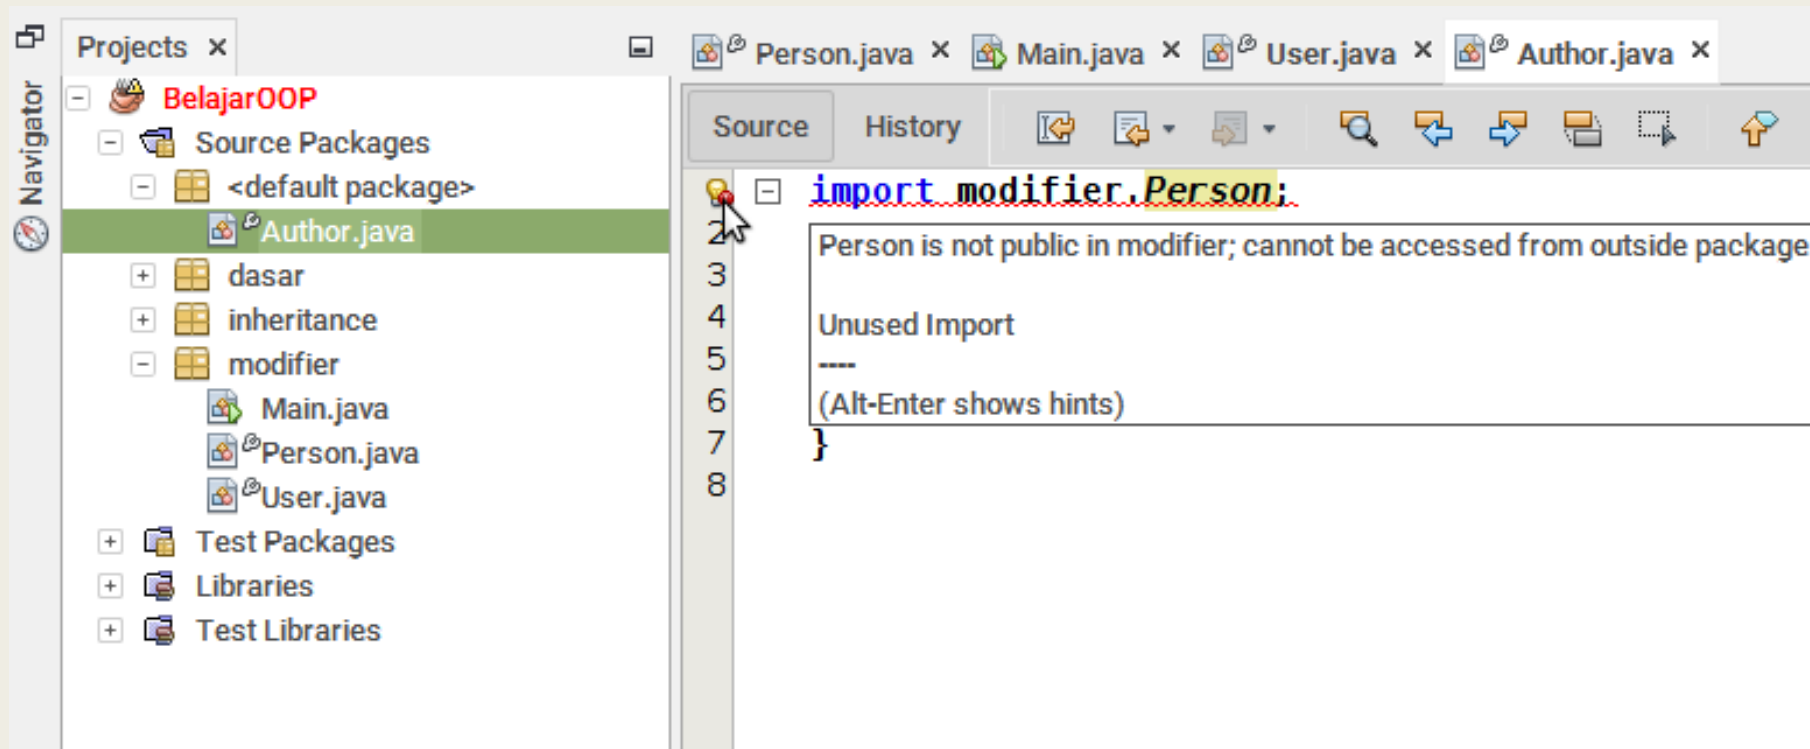 Navigator
Projects
BelajarOOP
Source Packages
<default package>
Author.java
dasar
inheritance
modifier
Main.java
Person.java
User.java
Test Packages
Libraries
Test Libraries
Person.java Main.java User.java Author.java
Source History
import modifier.Person;
2
Person is not public in modifier; cannot be accessed from outside package
3
4
Unused Import
5
----
6
(Alt-Enter shows hints)
7 }
8